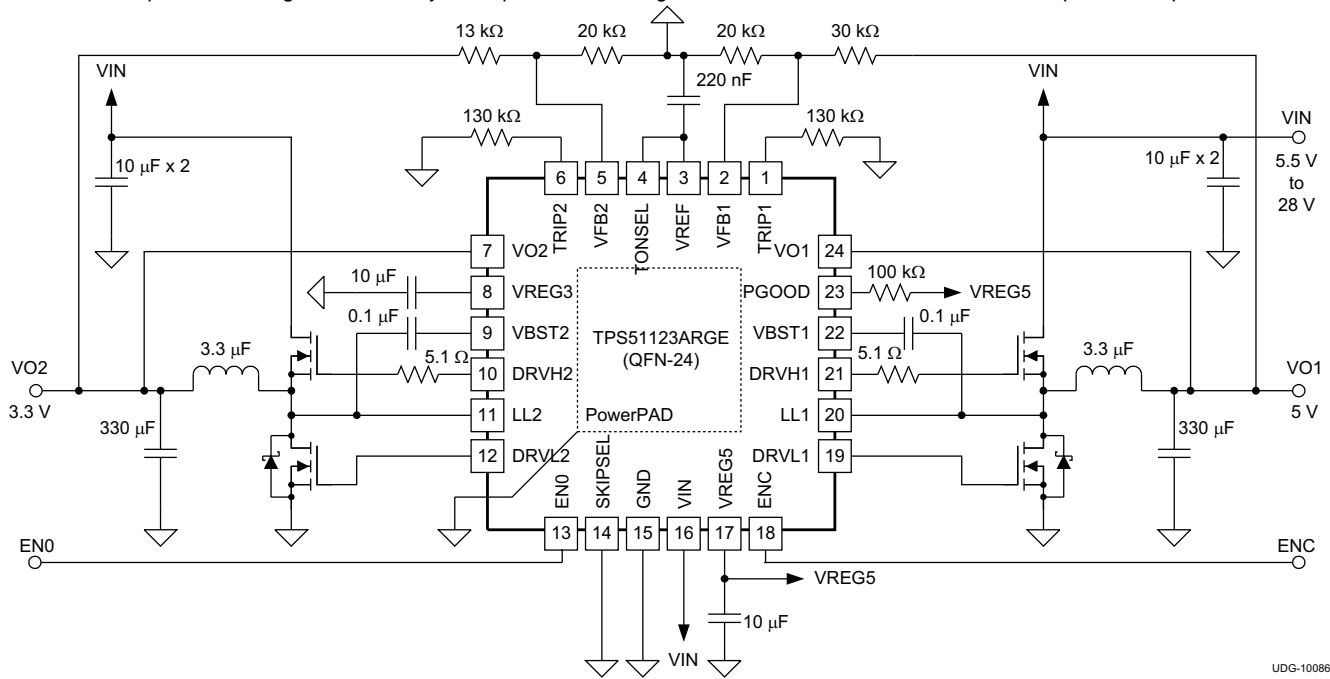 13 kΩ
20 kΩ
20 kΩ
30 kΩ
VIN
220 nF
VIN
VIN
5.5 V
to
28 V
130 kΩ
130 kΩ
10 μF x 2
10 μF x 2
6
5
4
3
2
1
TRIP2
VFB2
TONSEL
VREF
VFB1
TRIP1
7
VO2
VO1
24
10 μF
8
VREG3
PGOOD
23
100 kΩ
VREG5
0.1 μF
9
VBST2
VBST1
22
0.1 μF
TPS51123ARGE
(QFN-24)
5.1 Ω
10
DRVH2
DRVH1
21
5.1 Ω
3.3 μF
3.3 μF
VO2
3.3 V
VO1
5 V
11
LL2
PowerPAD
LL1
20
330 μF
330 μF
12
DRVL2
DRVL1
19
EN0
SKIPSEL
GND
VIN
VREG5
ENC
13
14
15
16
17
18
EN0
ENC
VREG5
10 μF
VIN
UDG-10086